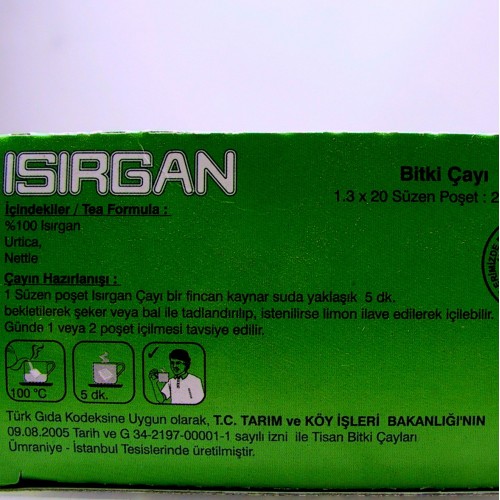 ISIRGAN
Bitki Çayı
1.3 x 20 Süzen Poşet : 2
İçindekiler / Tea Formula :
%100 Isırgan
Urtica,
Nettle
Çayın Hazırlanışı :
1 Süzen poşet Isırgan Çayı bir fincan kaynar suda yaklaşık 5 dk.
bekletilerek şeker veya bal ile tadlandırılıp, istenilirse limon ilave edilerek içilebilir.
Günde 1 veya 2 poşet içilmesi tavsiye edilir.
100 °C
5 dk.
Türk Gıda Kodeksine Uygun olarak, T.C. TARIM ve KÖY İŞLERİ BAKANLIĞI'NIN
09.08.2005 Tarih ve G 34-2197-00001-1 sayılı izni ile Tisan Bitki Çayları
Ümraniye - İstanbul Tesislerinde üretilmiştir.